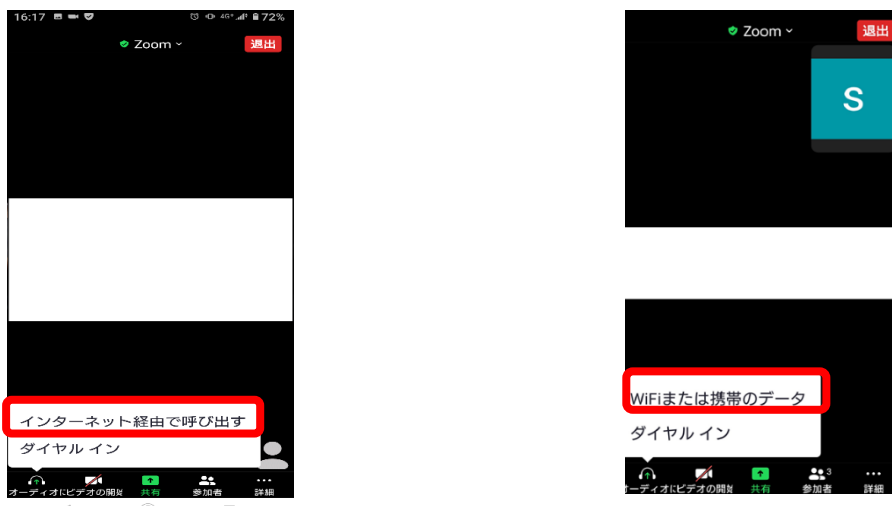 16:17 4G+ 72%
Zoom 退出
インターネット経由で呼び出す
ダイヤル イン
オーディオに ビデオの開始 共有 参加者 詳細
Zoom 退出
S
WiFiまたは携帯のデータ
ダイヤル イン
3
ーディオに ビデオの開始 共有 参加者 詳細